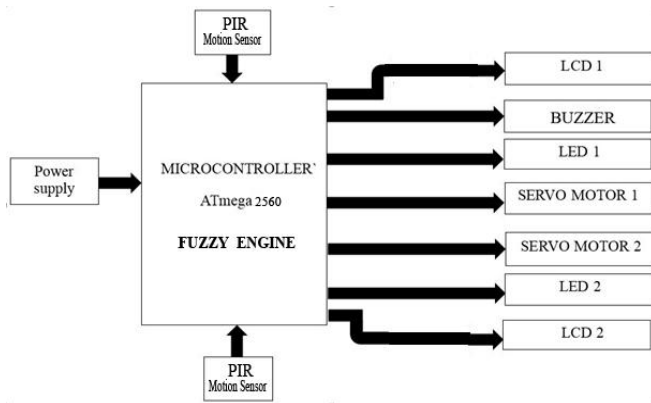 PIR
Motion Sensor
LCD 1
BUZZER
LED 1
Power
supply
MICROCONTROLLER`
ATmega 2560
FUZZY ENGINE
SERVO MOTOR 1
SERVO MOTOR 2
LED 2
LCD 2
PIR
Motion Sensor